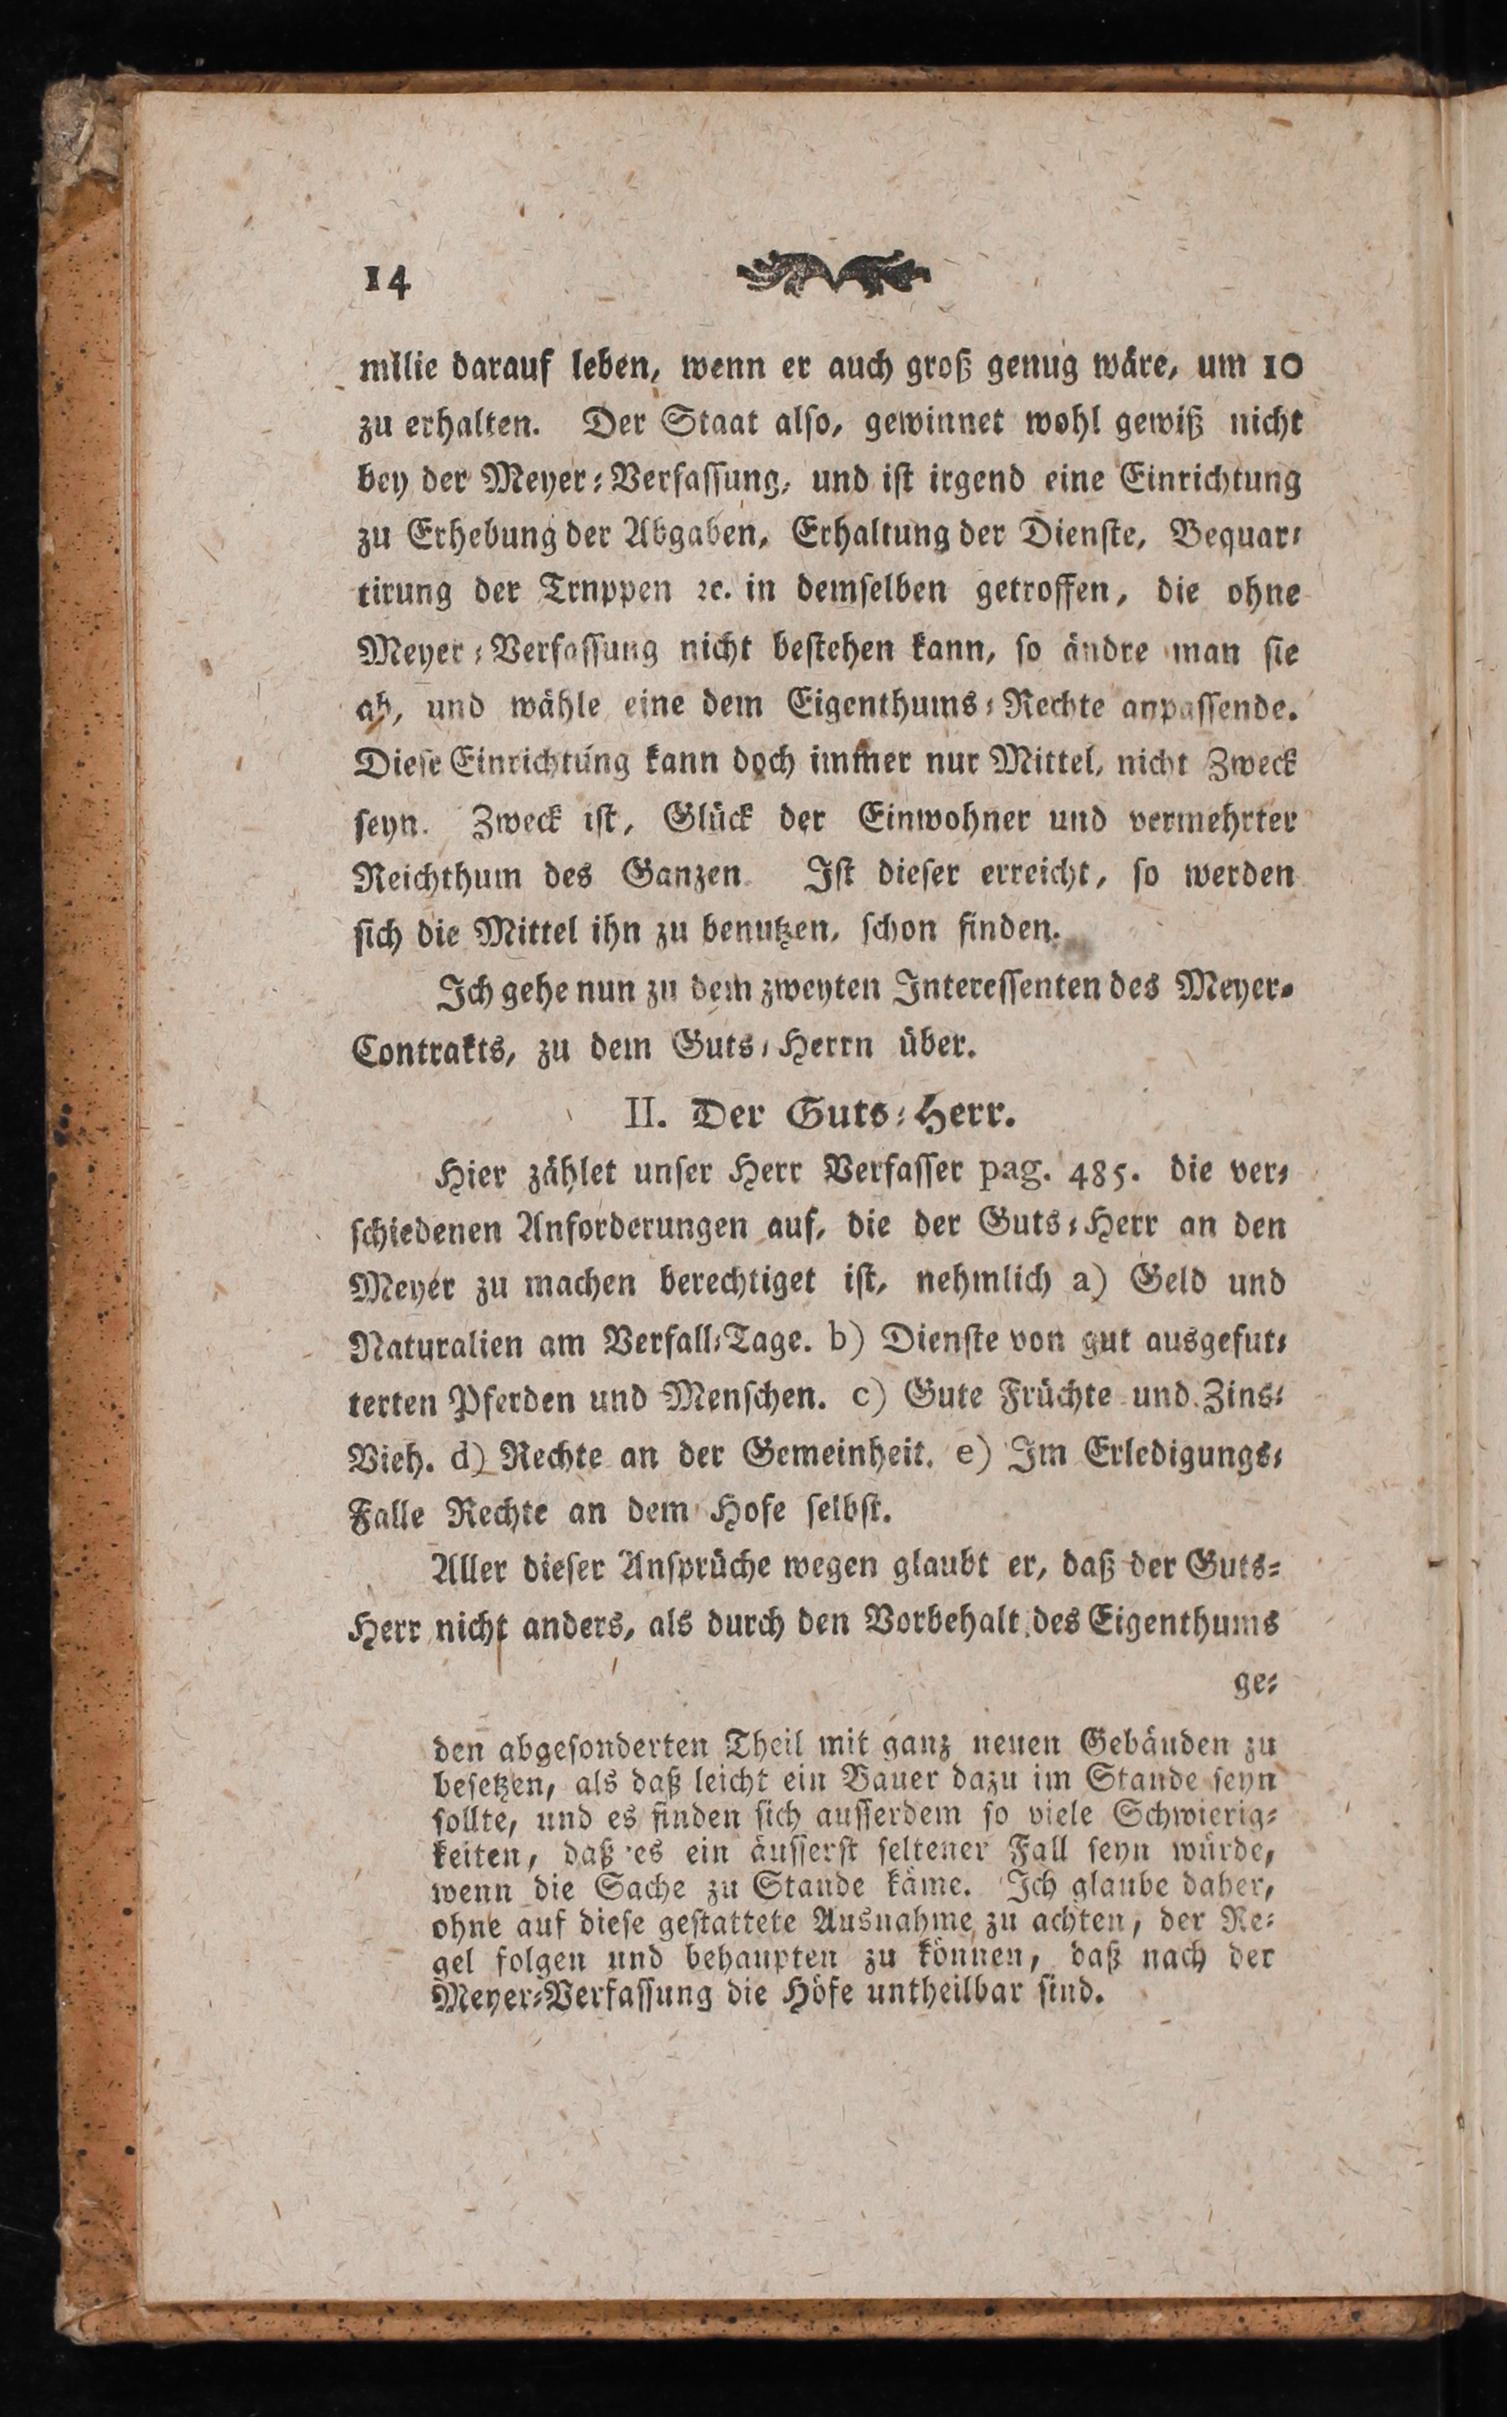 14
milie darauf leben, wenn er auch groß genug wäre, um 10
zu erhalten. Der Staat alſo, gewinnet wohl gewiß nicht
bey der Meyer⸗Verfaſſung, und iſt irgend eine Einrichtung
zu Erhebung der Abgaben, Erhaltung der Dienſte, Bequar⸗
tirung der Trnppen ꝛc. in demſelben getroffen, die ohne
Meyer⸗Verfaſſung nicht beſtehen kann, ſo ändre man ſie
ab, und wähle eine dem Eigenthums⸗Rechte anpaſſende.
Dieſe Einrichtung kann doch immer nur Mittel, nicht Zweck
ſeyn. Zweck iſt, Glück der Einwohner und vermehrter
Reichthum des Ganzen. Iſt dieſer erreicht, ſo werden
ſich die Mittel ihn zu benutzen, ſchon finden.
Ich gehe nun zu dem zweyten Intereſſenten des Meyer⸗
Contrakts, zu dem Guts⸗Herrn über.
II. Der Guts⸗Herr.
Hier zählet unſer Herr Verfaſſer pag. 485. die ver⸗
ſchiedenen Anforderungen auf, die der Guts⸗Herr an den
Meyer zu machen berechtiget iſt, nehmlich a) Geld und
Naturalien am Verfall⸗Tage. b) Dienſte von gut ausgefut⸗
terten Pferden und Menſchen. c) Gute Früchte und Zins⸗
Vieh. d) Rechte an der Gemeinheit. e) Im Erledigungs⸗
Falle Rechte an dem Hofe ſelbſt.
Aller dieſer Anſprüche wegen glaubt er, daß der Guts⸗
Herr nicht anders, als durch den Vorbehalt des Eigenthums
ge⸗
den abgeſonderten Theil mit ganz neuen Gebäuden zu
beſetzen, als daß leicht ein Bauer dazu im Stande ſeyn
ſollte, und es finden ſich auſſerdem ſo viele Schwierig⸗
keiten, daß es ein äuſſerſt ſeltener Fall ſeyn würde,
wenn die Sache zu Stande käme. Ich glaube daher,
ohne auf dieſe geſtattete Ausnahme zu achten, der Re⸗
gel folgen und behaupten zu können, daß nach der
Meyer⸗Verfaſſung die Höfe untheilbar ſind.